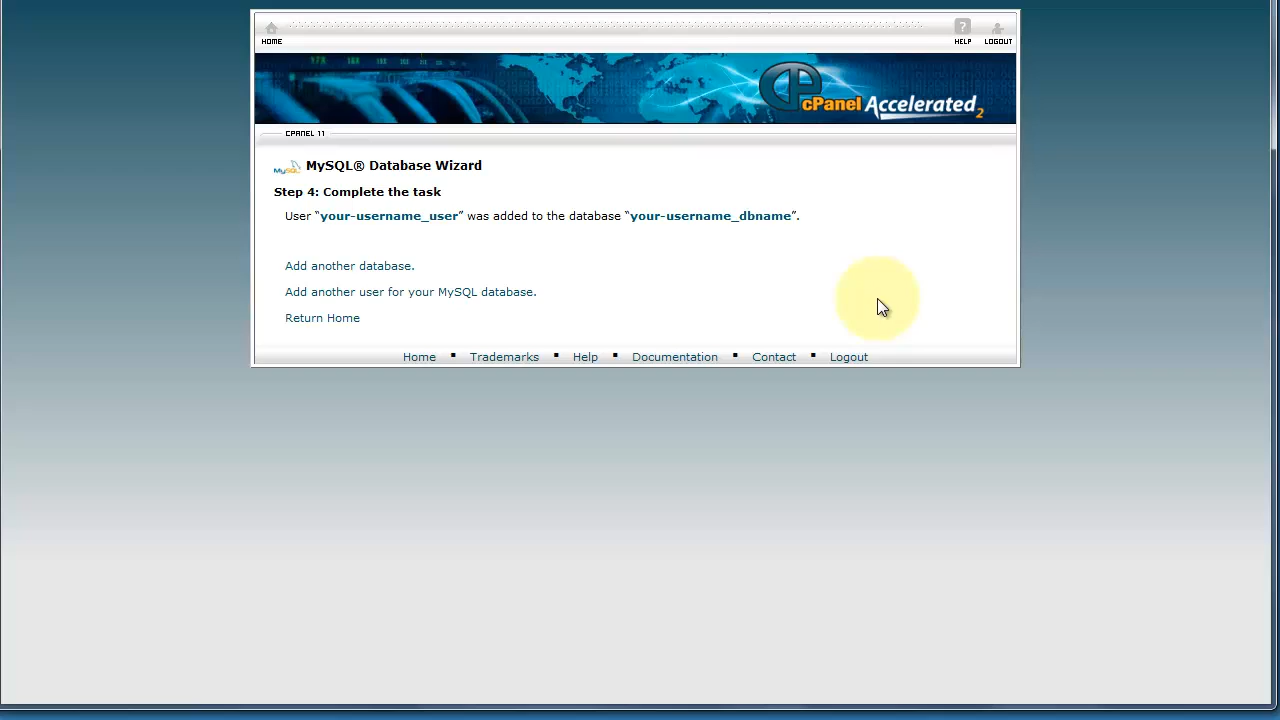 HOME
HELP
LOGOUT
cPanel Accelerated2
CPANEL 11
MySQL MySQL® Database Wizard
Step 4: Complete the task
User “your-username_user” was added to the database “your-username_dbname”.
Add another database.
Add another user for your MySQL database.
Return Home
Home ▪ Trademarks ▪ Help ▪ Documentation ▪ Contact ▪ Logout